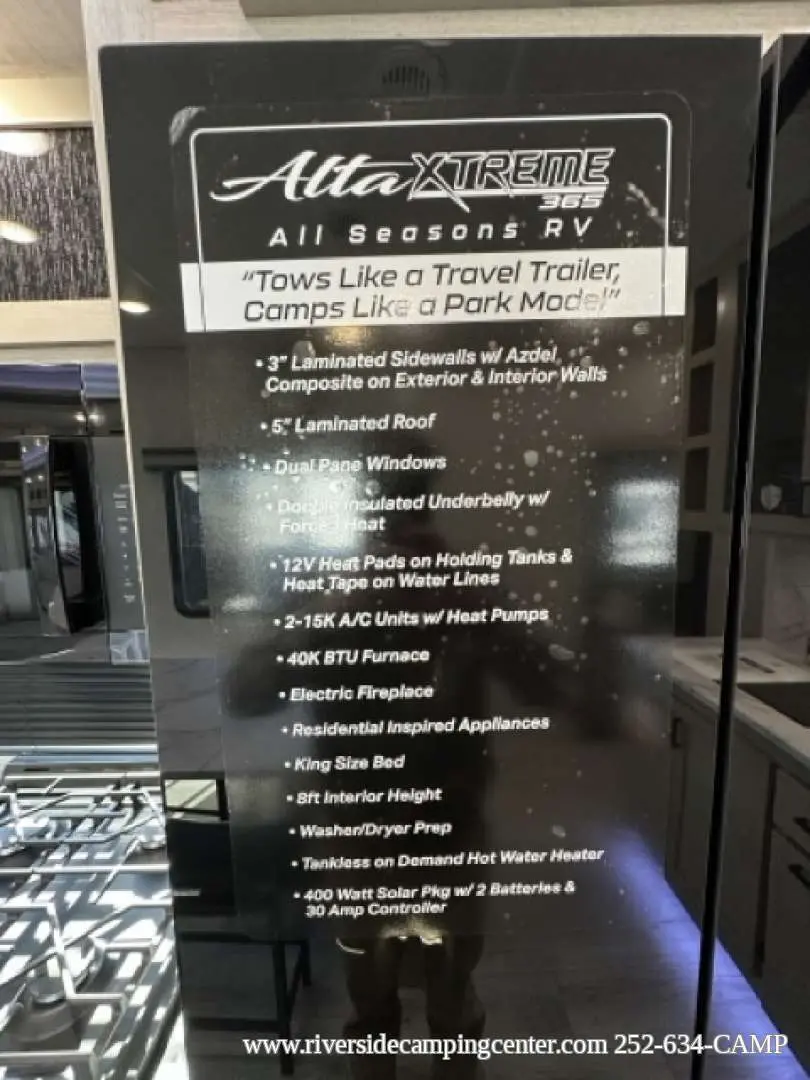 Alta XTREME
365
All Seasons RV
"Tows Like a Travel Trailer,
Camps Like a Park Model"
• 3" Laminated Sidewalls w/ Azdel
Composite on Exterior & Interior Walls
• 5" Laminated Roof
• Dual Pane Windows
• Double Insulated Underbelly w/
Forced Heat
• 12V Heat Pads on Holding Tanks &
Heat Tape on Water Lines
• 2-15K A/C Units w/ Heat Pumps
• 40K BTU Furnace
• Electric Fireplace
• Residential Inspired Appliances
• King Size Bed
• 8ft Interior Height
• Washer/Dryer Prep
• Tankless on Demand Hot Water Heater
• 400 Watt Solar Pkg w/ 2 Batteries &
30 Amp Controller
www.riversidecampingcenter.com 252-634-CAMP